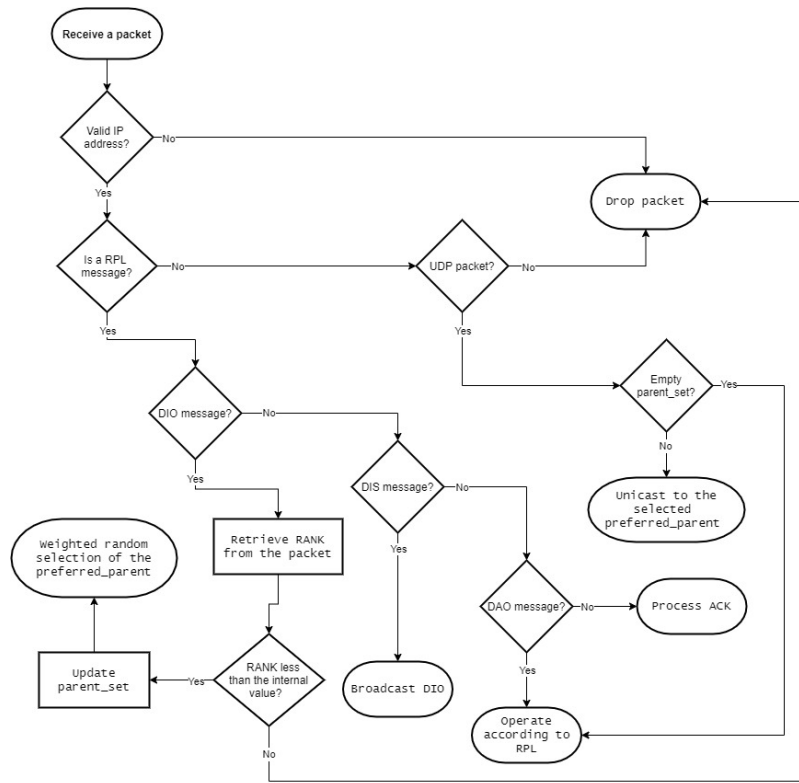 Receive a packet
Valid IP
address?
No
Yes
Drop packet
Is a RPL
message?
No
UDP packet?
No
Yes
Yes
Empty
parent_set?
Yes
No
DIO message?
No
Yes
DIS message?
No
Yes
Unicast to the
selected
preferred_parent
Retrieve RANK
from the packet
Weighted random
selection of the
preferred_parent
DAO message?
No
Process ACK
Yes
RANK less
than the internal
value?
Yes
Update
parent_set
Broadcast DIO
Operate
according to
RPL
No